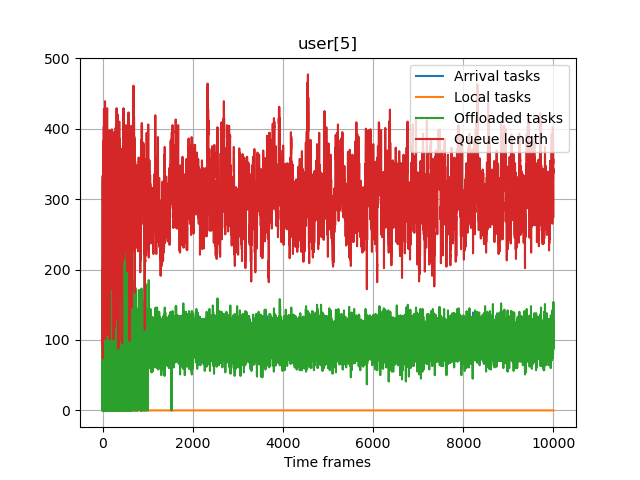 user[5]
500
400
300
200
100
0
Arrival tasks
Local tasks
Offloaded tasks
Queue length
0 2000 4000 6000 8000 10000
Time frames